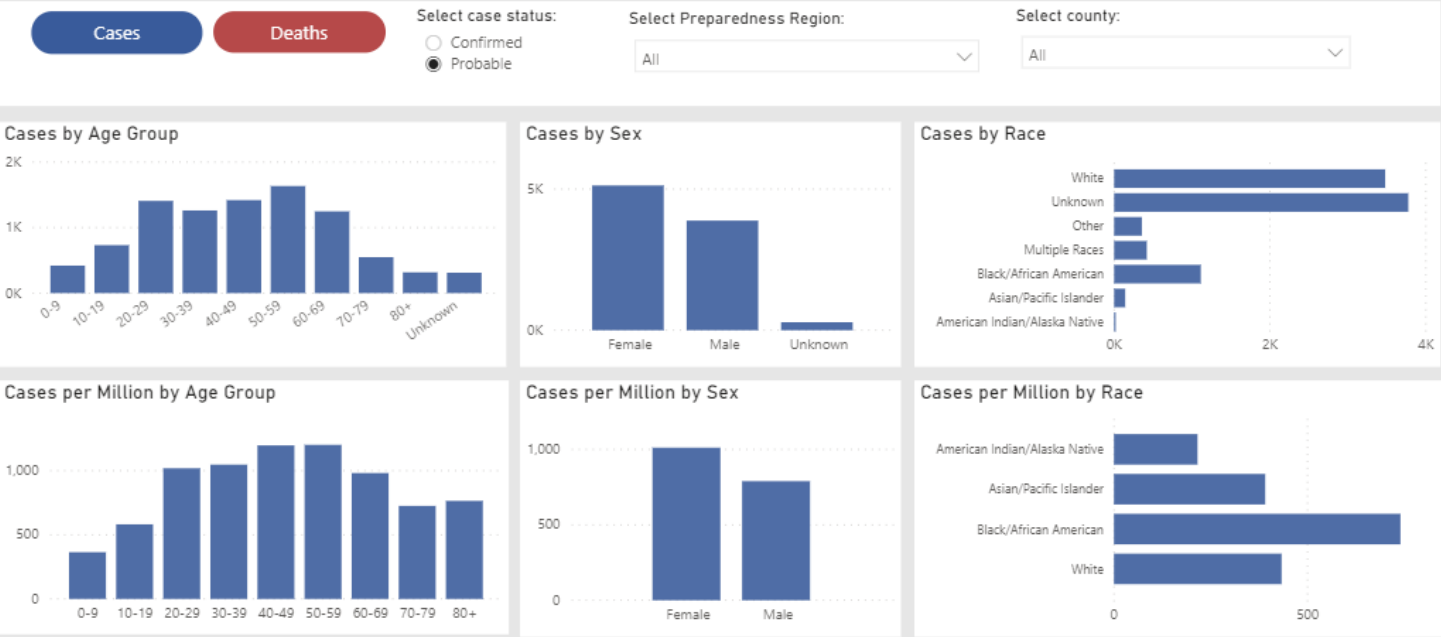 Cases
Deaths
Select case status:
Confirmed
Probable
Select Preparedness Region:
All
Select county:
All
Cases by Age Group
2K
1K
0K
0-9
10-19
20-29
30-39
40-49
50-59
60-69
70-79
80+
Unknown
Cases by Sex
5K
0K
Female
Male
Unknown
Cases by Race
White
Unknown
Other
Multiple Races
Black/African American
Asian/Pacific Islander
American Indian/Alaska Native
0K
2K
4K
Cases per Million by Age Group
1,000
500
0
0-9
10-19
20-29
30-39
40-49
50-59
60-69
70-79
80+
Cases per Million by Sex
1,000
500
0
Female
Male
Cases per Million by Race
American Indian/Alaska Native
Asian/Pacific Islander
Black/African American
White
0
500